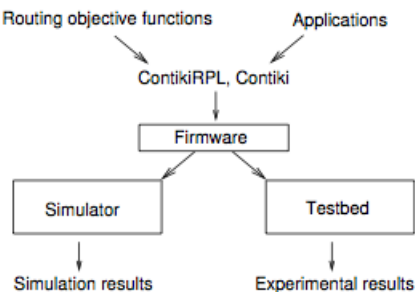 Routing objective functions
Applications
ContikiRPL, Contiki
Firmware
Simulator
Testbed
Simulation results
Experimental results